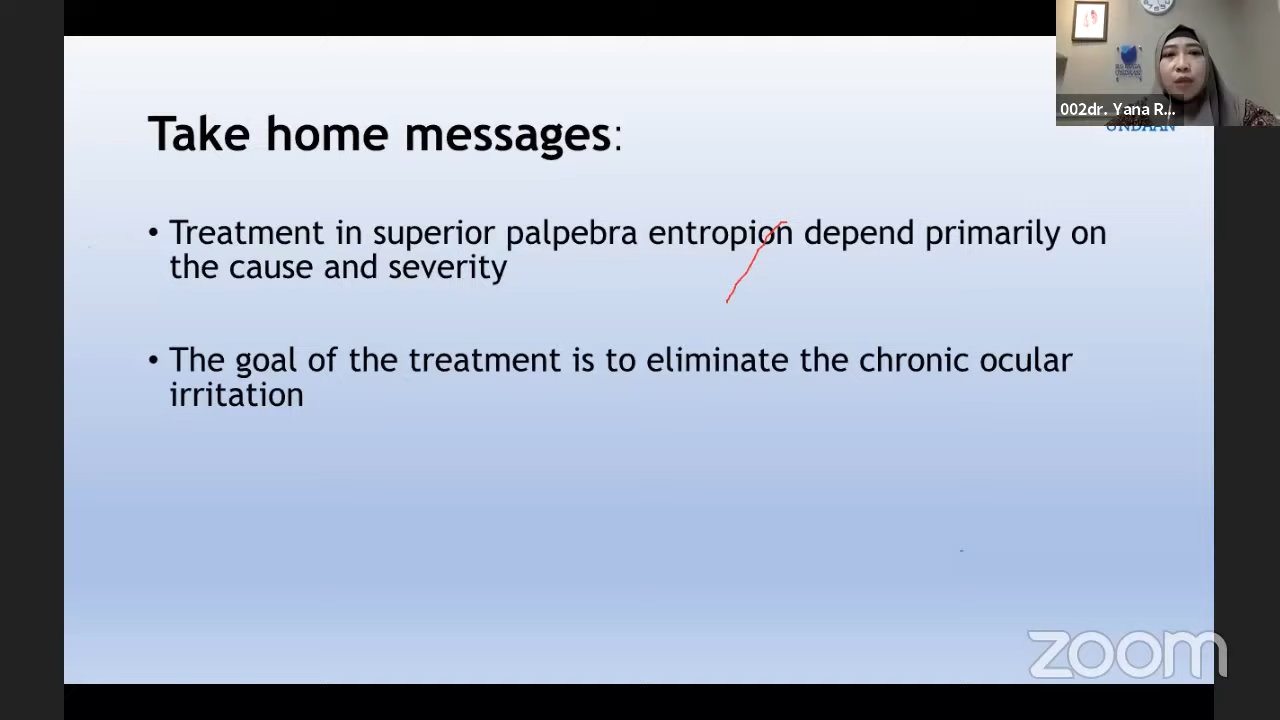 Take home messages:
• Treatment in superior palpebra entropion depend primarily on
the cause and severity
• The goal of the treatment is to eliminate the chronic ocular
irritation
002dr. Yana R...
UNDAAN
zoom